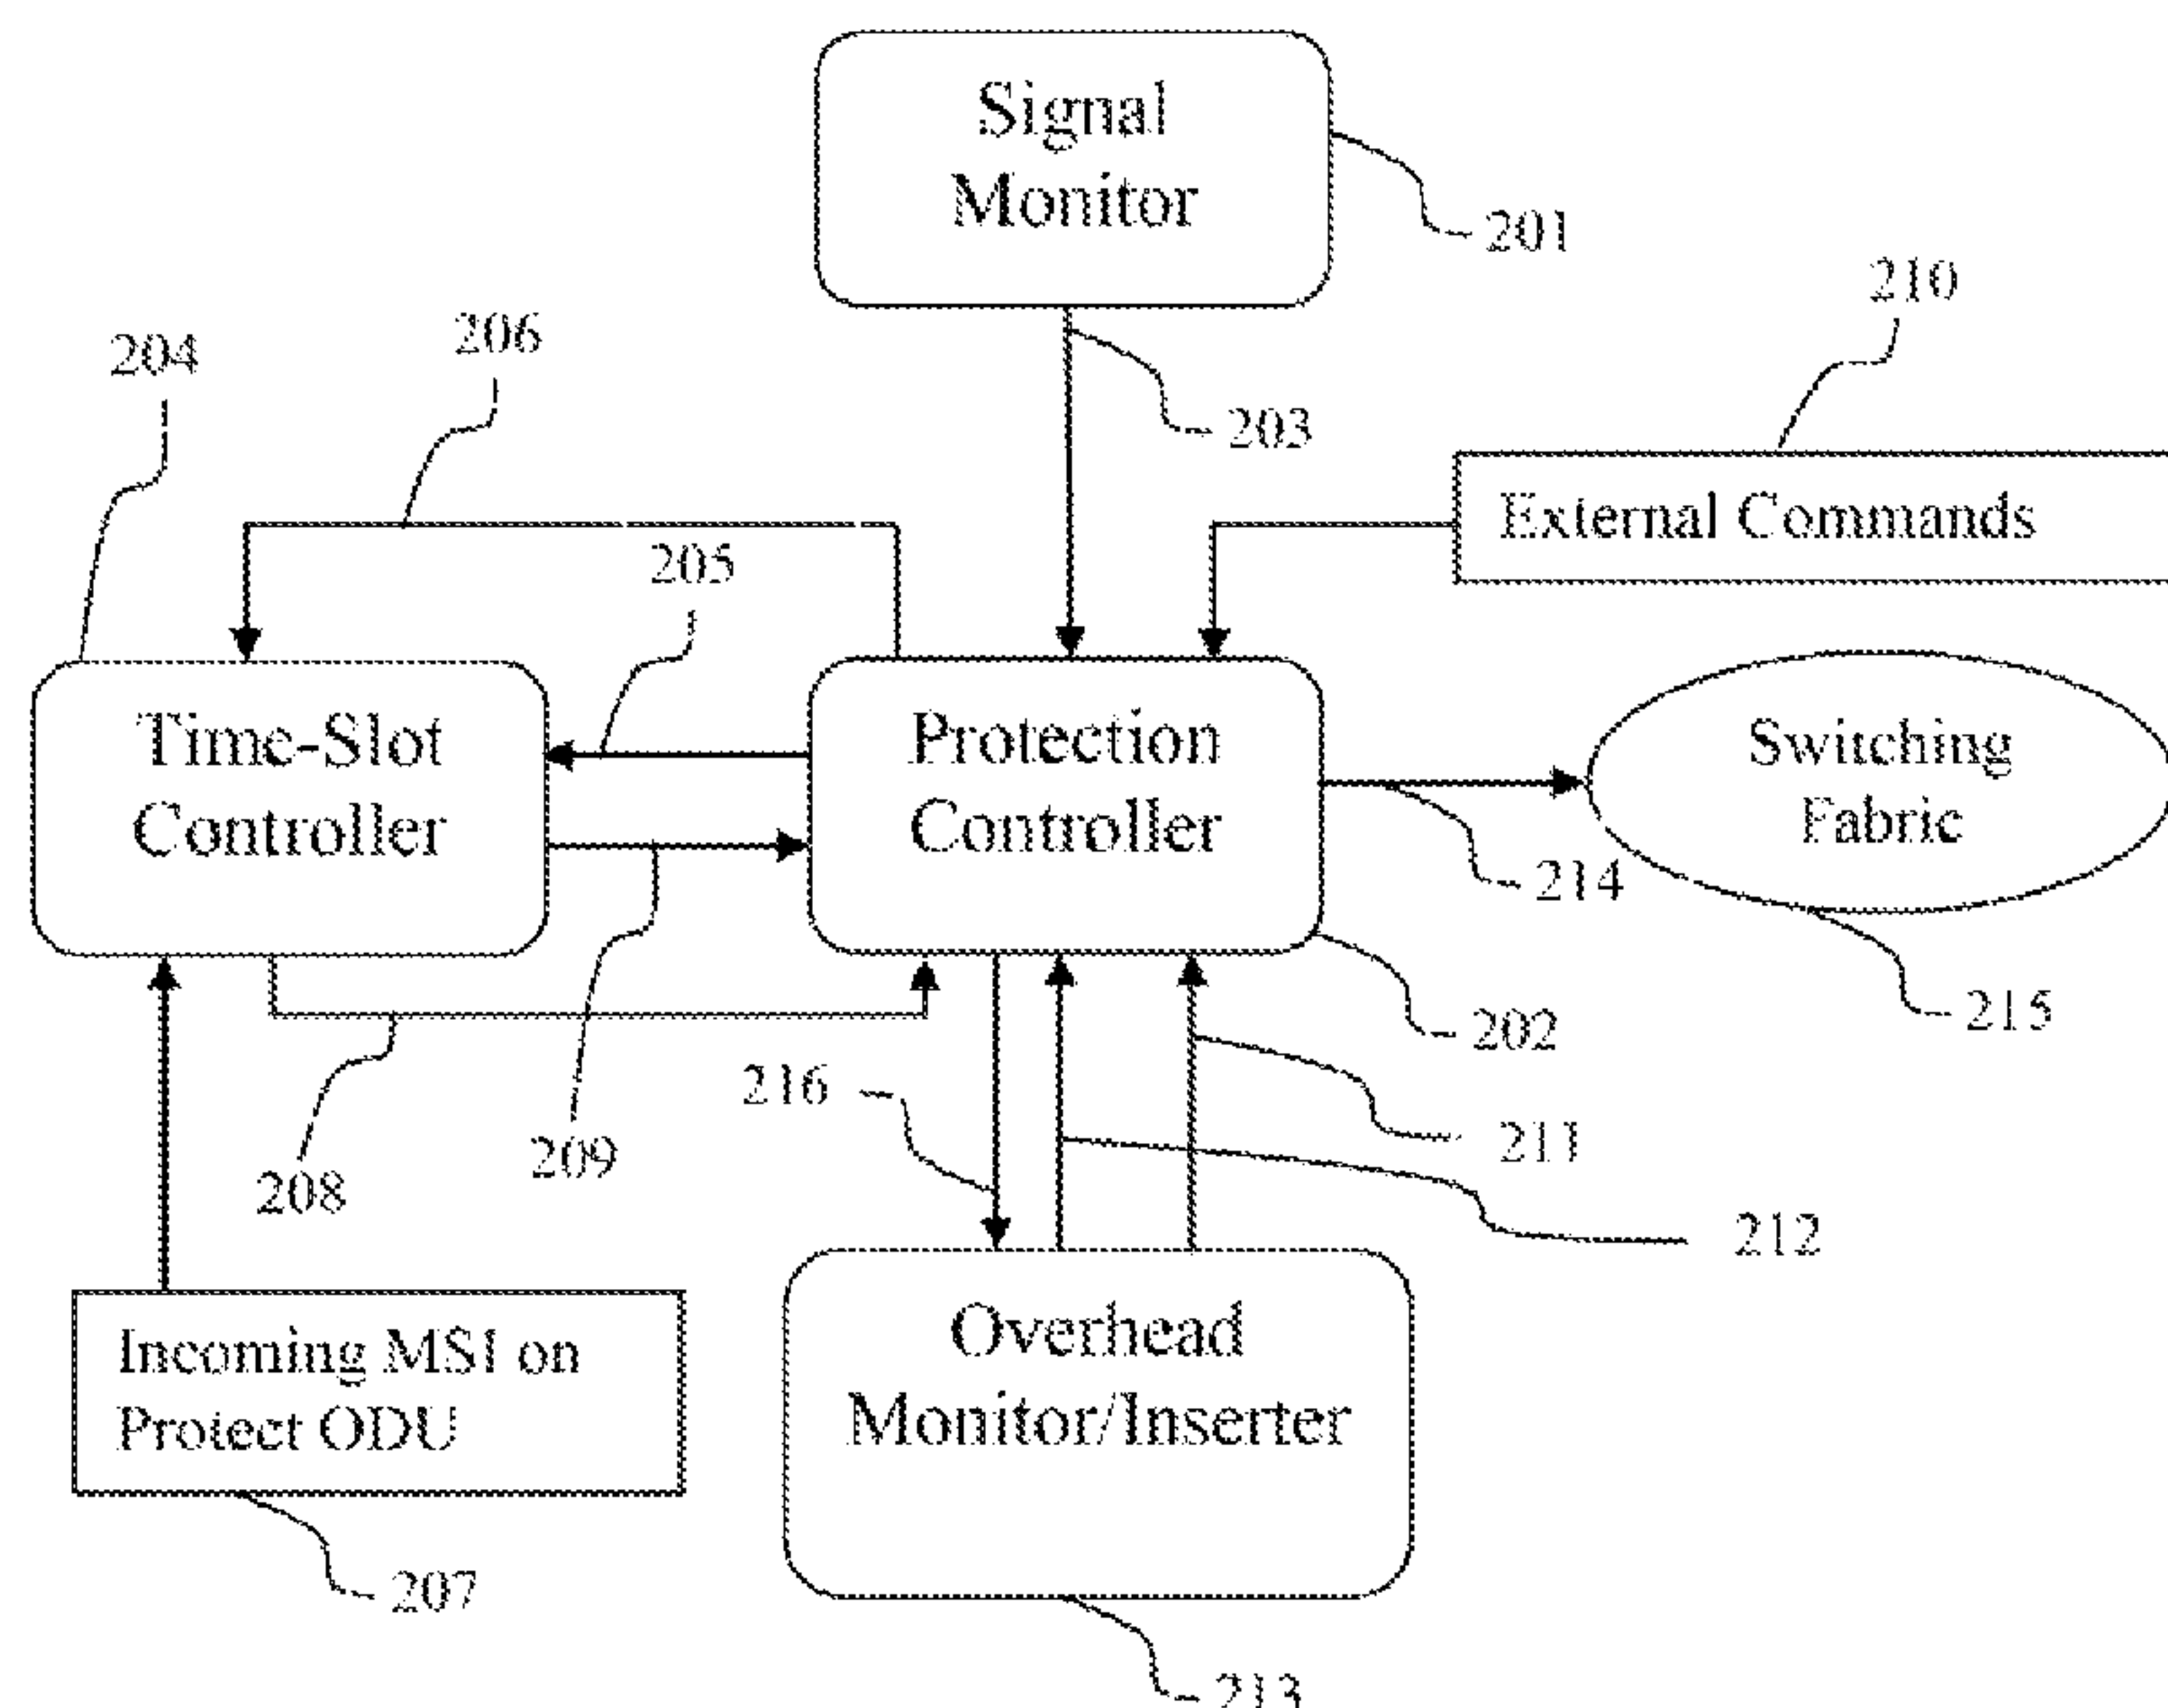 Signal
Monitor
201
210
206
204
203
External Commands
205
Time-Slot
Controller
Protection
Controller
Switching
Fabric
214
215
202
216
211
209
208
212
Incoming MSI on
Protect ODU
Overhead
Monitor/Inserter
207
213